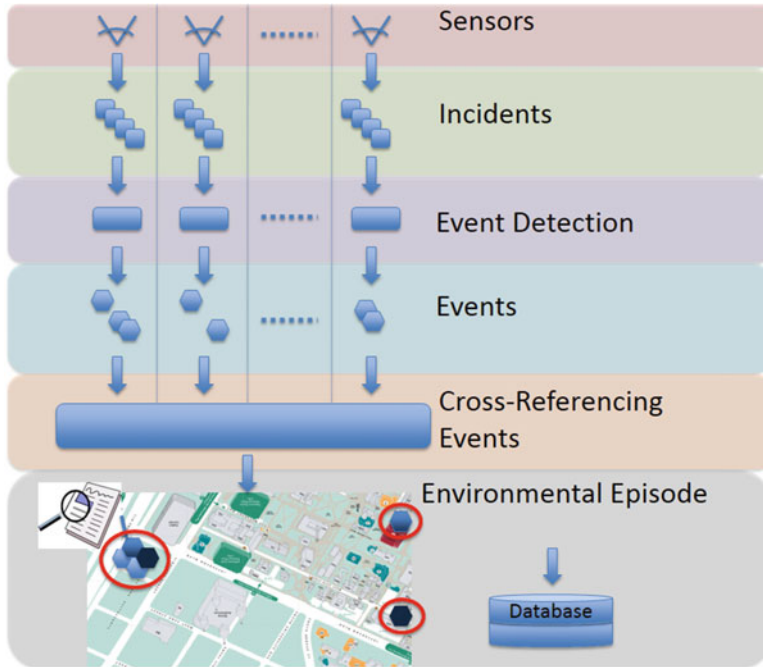 Sensors
Incidents
Event Detection
Events
Cross-Referencing
Events
Environmental Episode
Database